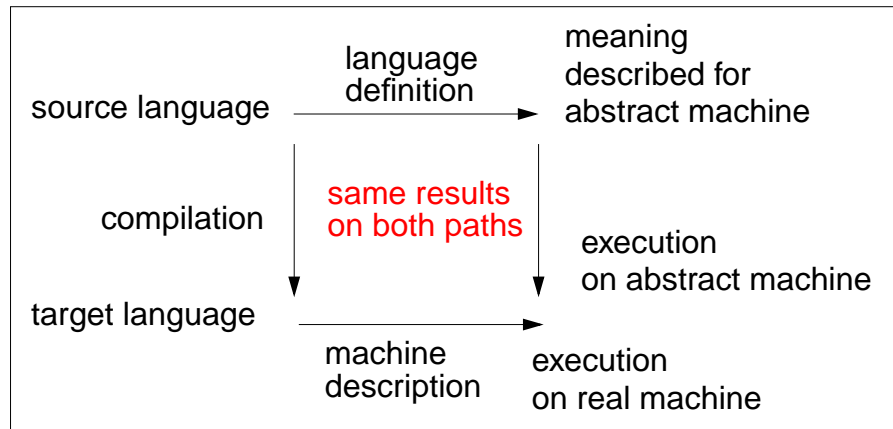 language
definition
meaning
described for
abstract machine
source language
compilation
same results
on both paths
execution
on abstract machine
target language
machine
description
execution
on real machine